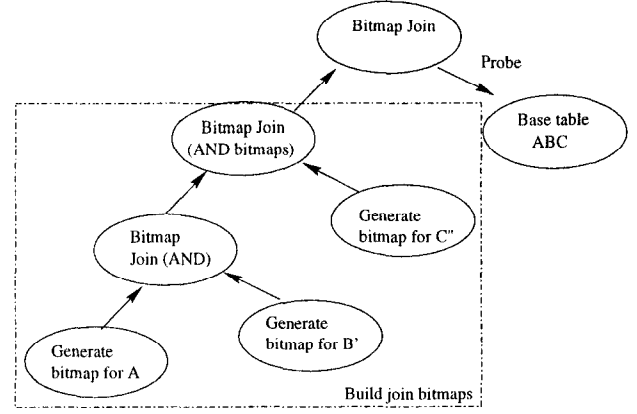 Bitmap Join
Probe
Base table
ABC
Bitmap Join
(AND bitmaps)
Generate
bitmap for C"
Bitmap
Join (AND)
Generate
bitmap for B'
Generate
bitmap for A
Build join bitmaps